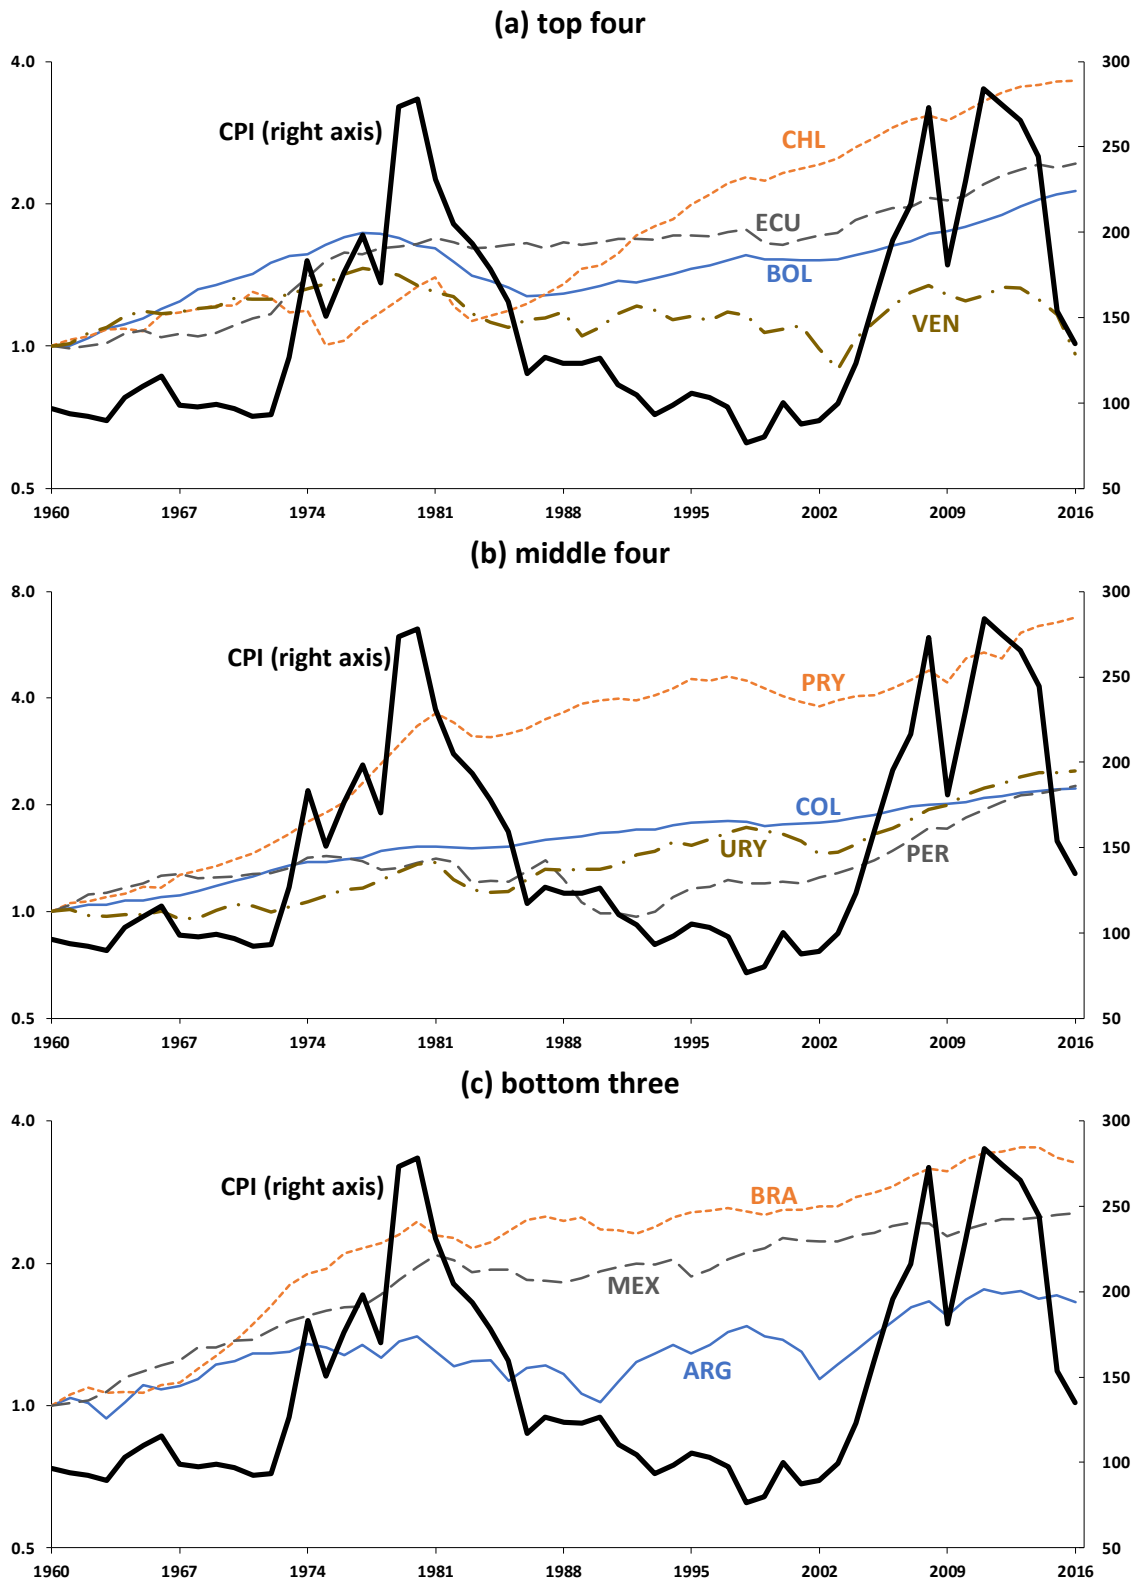 (a) top four
4.0
300
CPI (right axis)
CHL
250
2.0
ECU
200
BOL
VEN
1.0
150
100
0.5
50
1960 1967 1974 1981 1988 1995 2002 2009 2016
(b) middle four
8.0
300
CPI (right axis)
PRY
250
4.0
200
2.0
COL
URY
PER
150
1.0
100
0.5
50
1960 1967 1974 1981 1988 1995 2002 2009 2016
(c) bottom three
4.0
300
CPI (right axis)
BRA
250
2.0
MEX
200
ARG
150
1.0
100
0.5
50
1960 1967 1974 1981 1988 1995 2002 2009 2016